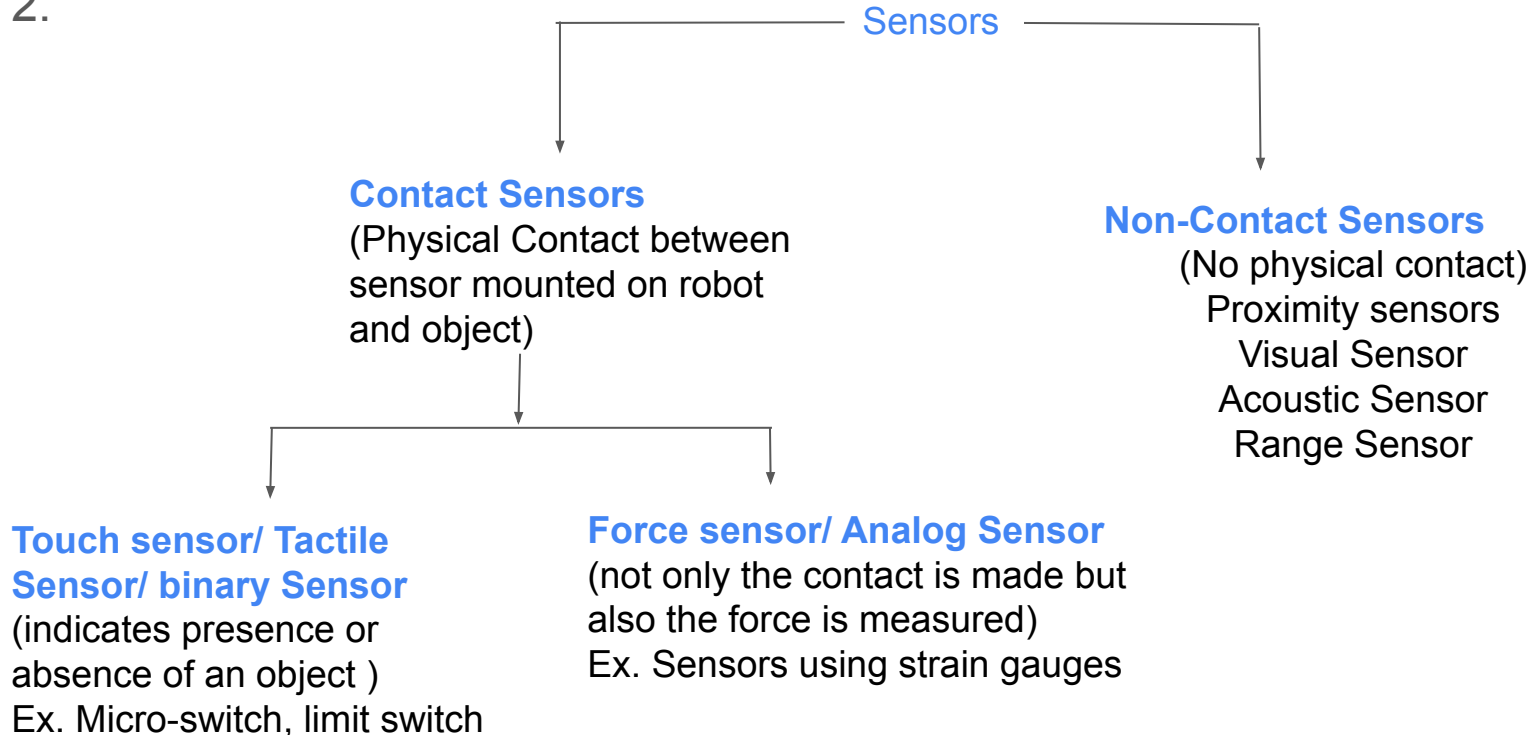 2.
Sensors
Contact Sensors
(Physical Contact between
sensor mounted on robot
and object)
Non-Contact Sensors
(No physical contact)
Proximity sensors
Visual Sensor
Acoustic Sensor
Range Sensor
Touch sensor/ Tactile
Sensor/ binary Sensor
(indicates presence or
absence of an object )
Ex. Micro-switch, limit switch
Force sensor/ Analog Sensor
(not only the contact is made but
also the force is measured)
Ex. Sensors using strain gauges